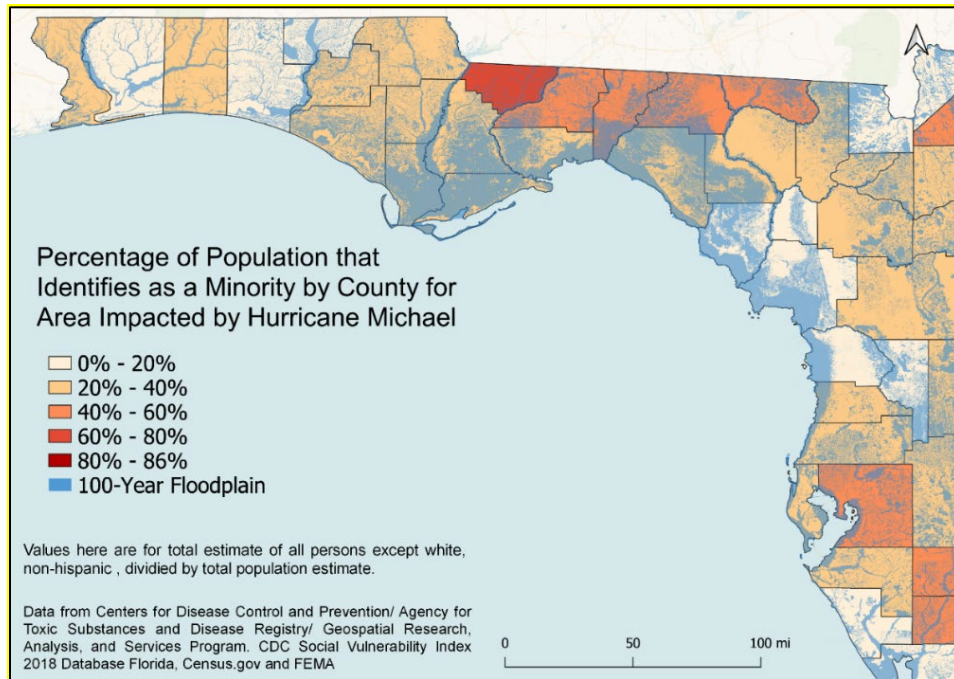 Percentage of Population that
Identifies as a Minority by County for
Area Impacted by Hurricane Michael
0% - 20%
20% - 40%
40% - 60%
60% - 80%
80% - 86%
100-Year Floodplain
Values here are for total estimate of all persons except white,
non-hispanic , divided by total population estimate.
Data from Centers for Disease Control and Prevention/ Agency for
Toxic Substances and Disease Registry/ Geospatial Research,
Analysis, and Services Program. CDC Social Vulnerability Index
2018 Database Florida, Census.gov and FEMA
0 50 100 mi